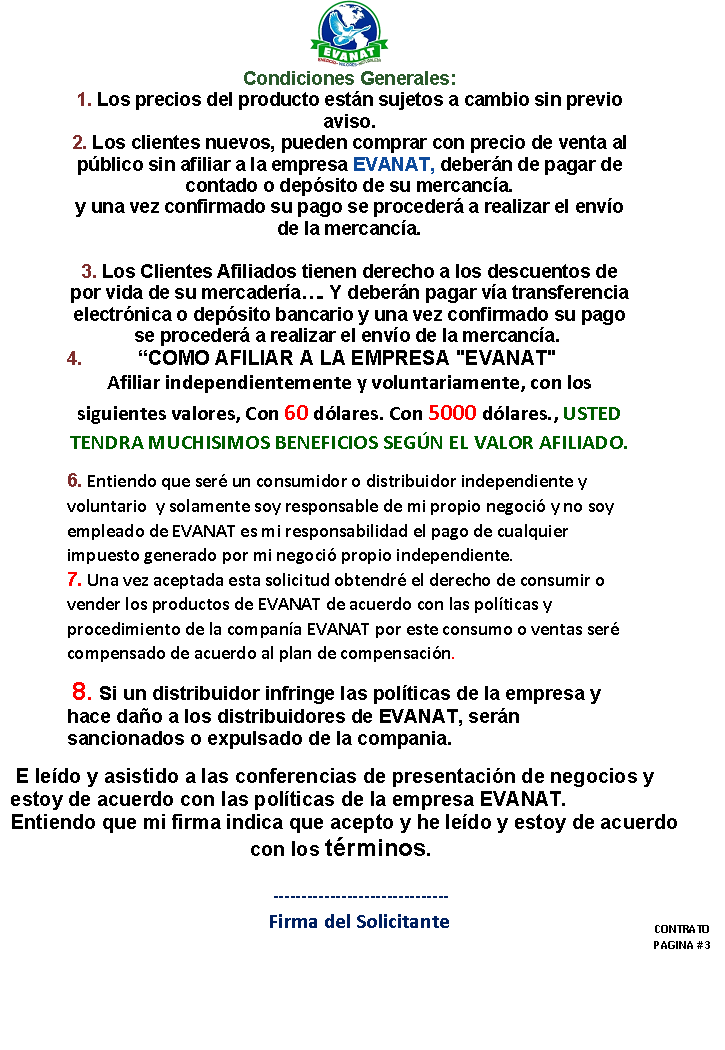 EVANAT
Condiciones Generales:
1. Los precios del producto están sujetos a cambio sin previo
aviso.
2. Los clientes nuevos, pueden comprar con precio de venta al
público sin afiliar a la empresa EVANAT, deberán de pagar de
contado o depósito de su mercancía.
y una vez confirmado su pago se procederá a realizar el envío
de la mercancía.
3. Los Clientes Afiliados tienen derecho a los descuentos de
por vida de su mercadería…. Y deberán pagar vía transferencia
electrónica o depósito bancario y una vez confirmado su pago
se procederá a realizar el envío de la mercancía.
4. “COMO AFILIAR A LA EMPRESA "EVANAT"
Afiliar independientemente y voluntariamente, con los
siguientes valores, Con 60 dólares. Con 5000 dólares., USTED
TENDRA MUCHISIMOS BENEFICIOS SEGÚN EL VALOR AFILIADO.
6. Entiendo que seré un consumidor o distribuidor independiente y
voluntario y solamente soy responsable de mi propio negoció y no soy
empleado de EVANAT es mi responsabilidad el pago de cualquier
impuesto generado por mi negoció propio independiente.
7. Una vez aceptada esta solicitud obtendré el derecho de consumir o
vender los productos de EVANAT de acuerdo con las políticas y
procedimiento de la companía EVANAT por este consumo o ventas seré
compensado de acuerdo al plan de compensación.
8. Si un distribuidor infringe las políticas de la empresa y
hace daño a los distribuidores de EVANAT, serán
sancionados o expulsado de la compania.
E leído y asistido a las conferencias de presentación de negocios y
estoy de acuerdo con las políticas de la empresa EVANAT.
Entiendo que mi firma indica que acepto y he leído y estoy de acuerdo
con los términos.
-------------------------------
Firma del Solicitante
CONTRATO
PAGINA #3